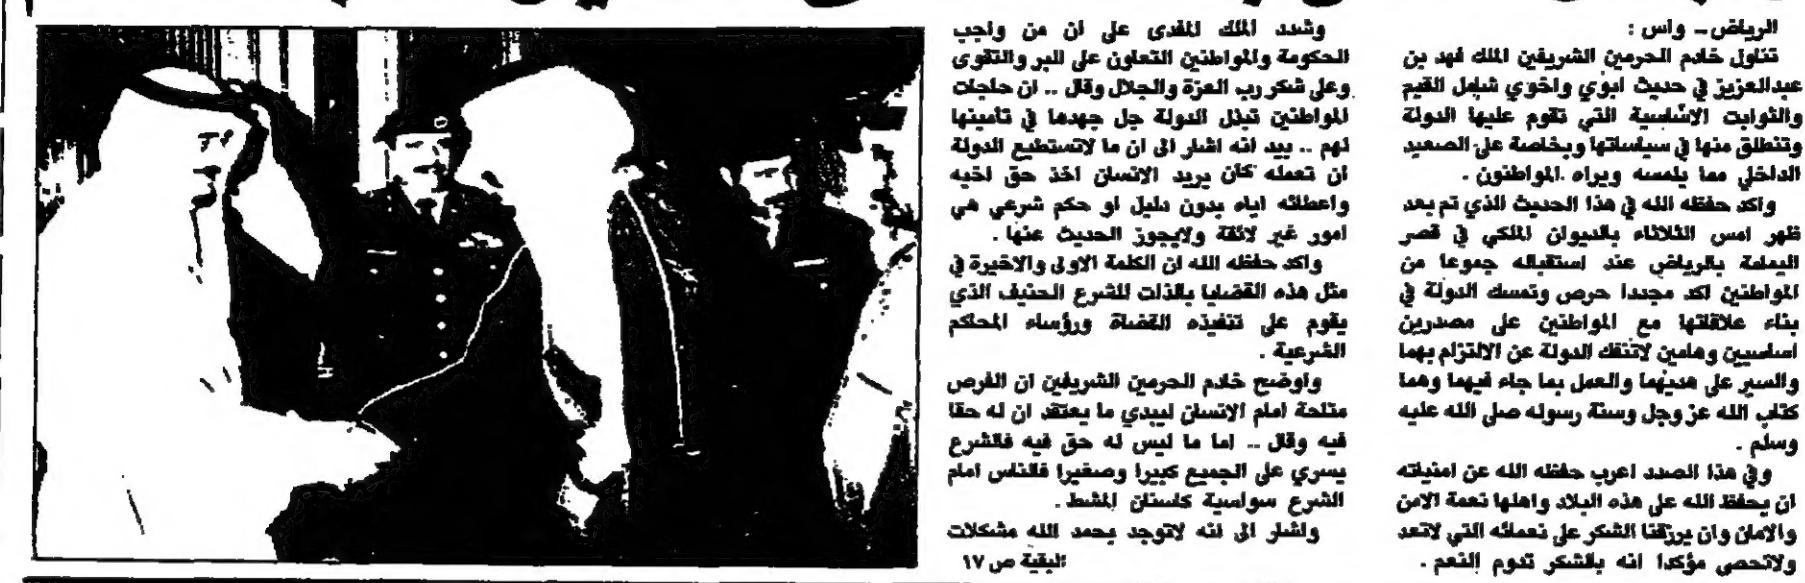 الرياض - واس :
تناول خادم الحرمين الشريفين الملك فهد بن
عبدالعزيز في حديث ابوي واخوي شامل القيم
والثوابت الاساسية التي تقوم عليها الدولة
وتنطلق منها في سياساتها وبخاصة على الصعيد
الداخلي مما يلمسه ويراه المواطنون .
واكد حفظه الله في هذا الحديث الذي تم بعد
ظهر امس الثلاثاء بالديوان الملكي في قصر
اليمامة بالرياض عند استقباله جموعا من
المواطنين اكد مجددا حرص وتمسك الدولة في
بناء علاقاتها مع المواطنين على مصدرين
اساسيين وهامين لاتنفك الدولة عن الالتزام بهما
والسير على هديهما والعمل بما جاء فيهما وهما
كتاب الله عز وجل وسنة رسوله صلى الله عليه
وسلم .
وفي هذا الصدد اعرب حفظه الله عن امنياته
ان يحفظ الله على هذه البلاد واهلها نعمة الامن
والامان وان يرزقنا الشكر على نعمائه التي لاتعد
ولاتحصي مؤكدا انه بالشكر تدوم النعم .
وشدد الملك المفدى على ان من واجب
الحكومة والمواطنين التعاون على البر والتقوى
وعلى شكر رب العزة والجلال وقال .. ان حاجات
المواطنين تبذل الدولة جل جهدها في تأمينها
لهم .. بيد انه اشار الى ان ما لاتستطيع الدولة
ان تعمله كأن يريد الانسان اخذ حق اخيه
واعطائه اياه بدون دليل او حكم شرعي هي
امور غير لائقة ولايجوز الحديث عنها .
واكد حفظه الله ان الكلمة الاولى والاخيرة في
مثل هذه القضايا بالذات للشرع الحنيف الذي
يقوم على تنفيذه القضاة ورؤساء المحاكم
الشرعية .
واوضح خادم الحرمين الشريفين ان الفرص
متاحة امام الانسان ليبدي ما يعتقد ان له حقا
فيه وقال .. اما ما ليس له حق فيه فالشرع
يسري على الجميع كبيرا وصغيرا فالناس امام
الشرع سواسية كاسنان المشط .
واشار الى انه لاتوجد بحمد الله مشكلات
البقية ص ١٧